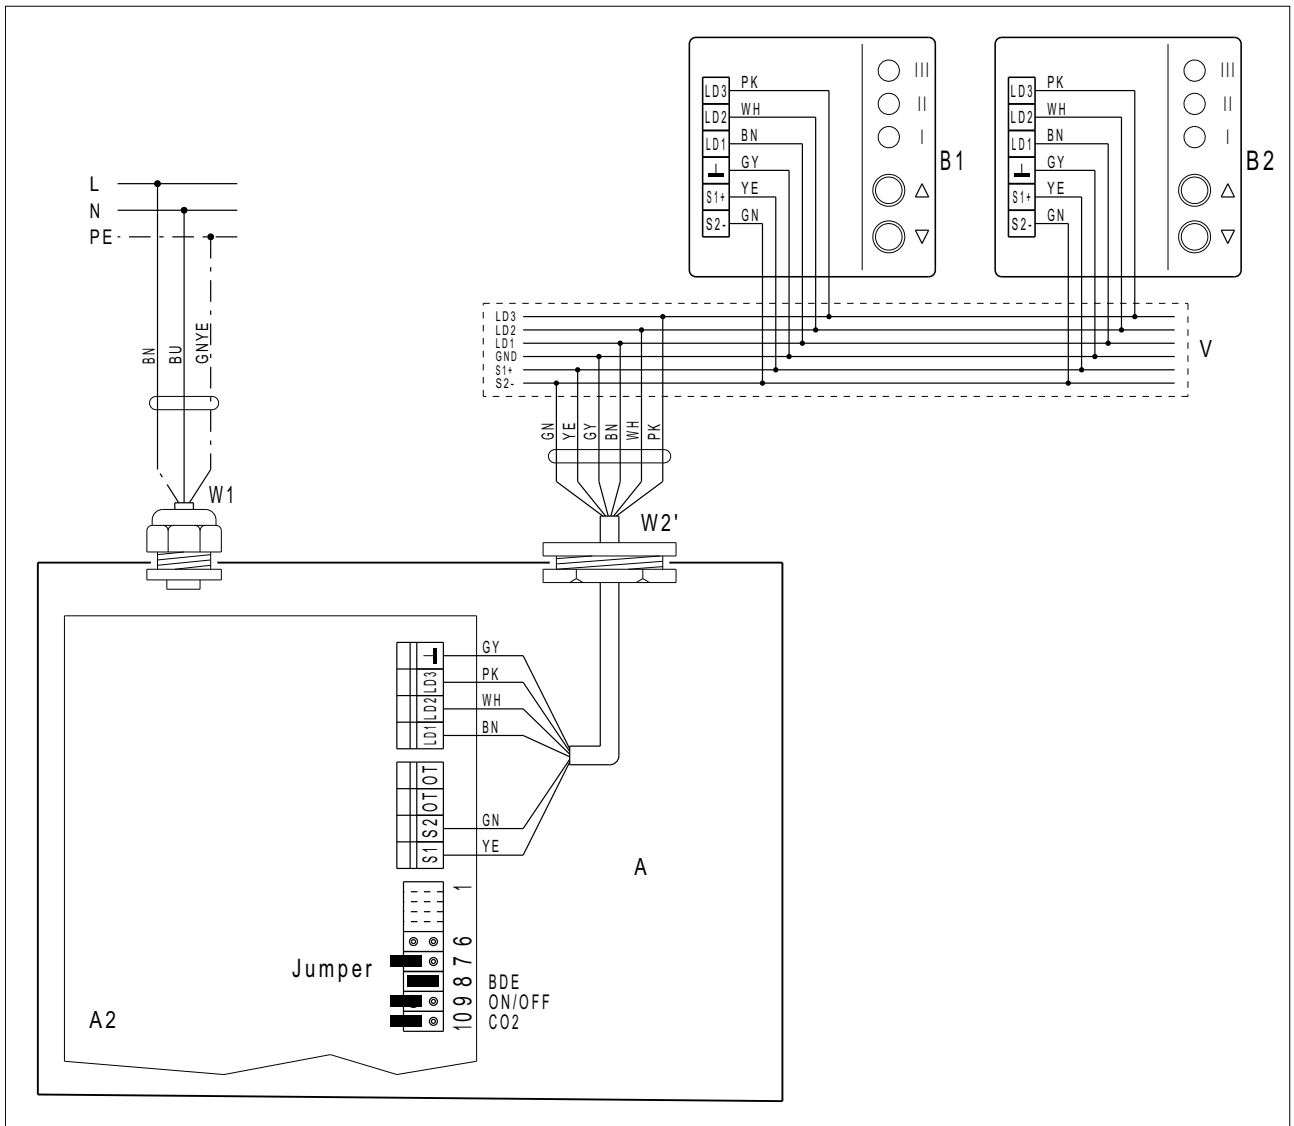 LD3 PK III
LD2 WH II
LD1 BN I
GY
S1+ YE
S2- GN
B1
LD3 PK III
LD2 WH II
LD1 BN I
GY
S1+ YE
S2- GN
B2
L
N
PE
BN
BU
GNYE
W1
LD3
LD2
LD1
GND
S1+
S2-
V
GN
YE
GY
BN
WH
PK
W2'
GY
LD3 PK
LD2 WH
LD1 BN
OT
OT
S2 GN
S1 YE
A
1
6
Jumper
7
8 BDE
9 ON/OFF
10 CO2
A2